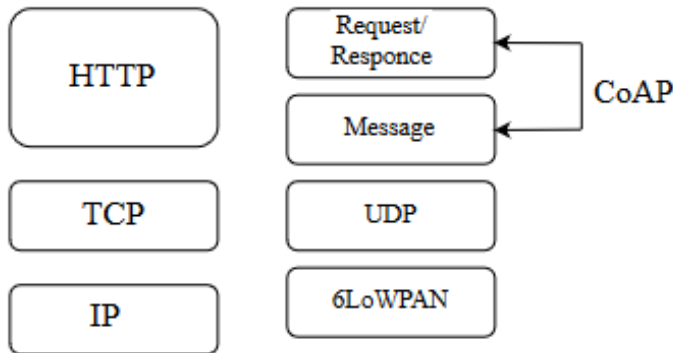 HTTP
TCP
IP
Request/
Responce
Message
UDP
6LoWPAN
CoAP